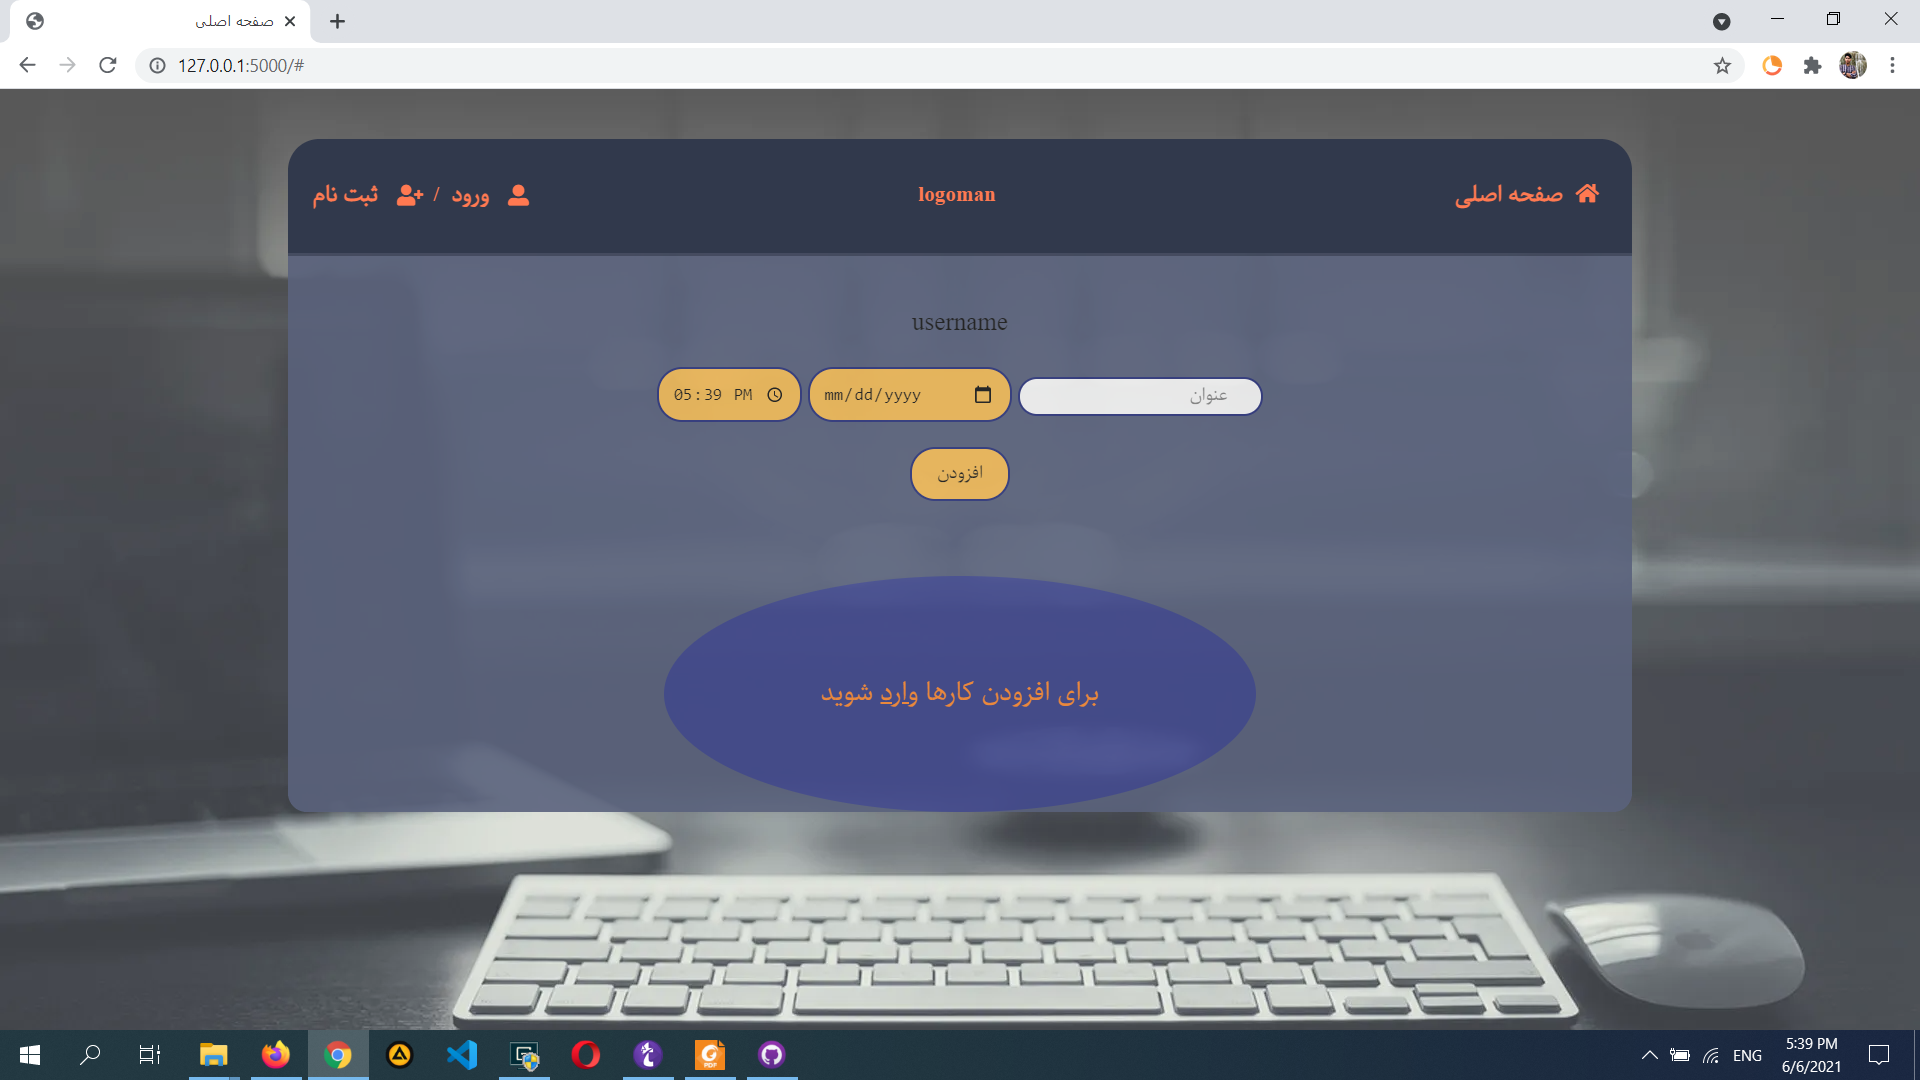 صفحه اصلی
127.0.0.1:5000/#
صفحه اصلی
logoman
ورود / ثبت نام
username
عنوان
mm/dd/yyyy
05:39 PM
افزودن
برای افزودن کارها وارد شوید
ENG
5:39 PM
6/6/2021